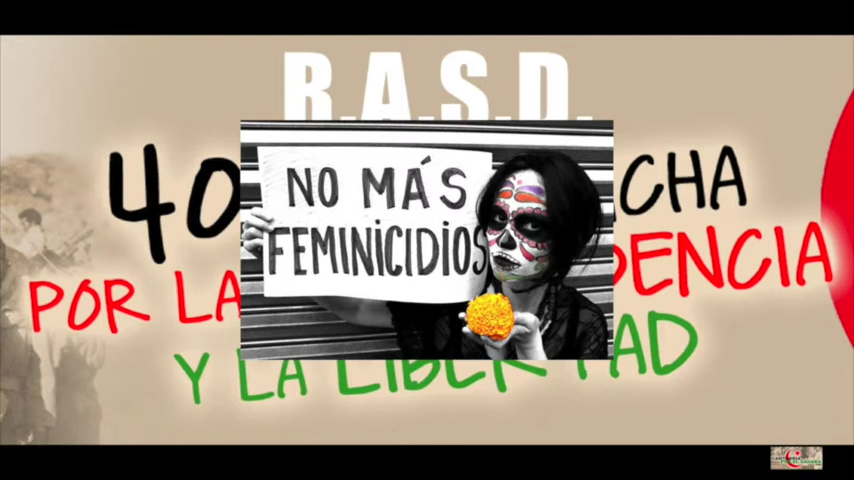 R.A.S.D.
40 CHA
POR LA DENCIA
Y LA LIBERTAD
NO MÁS
FEMINICIDIOS